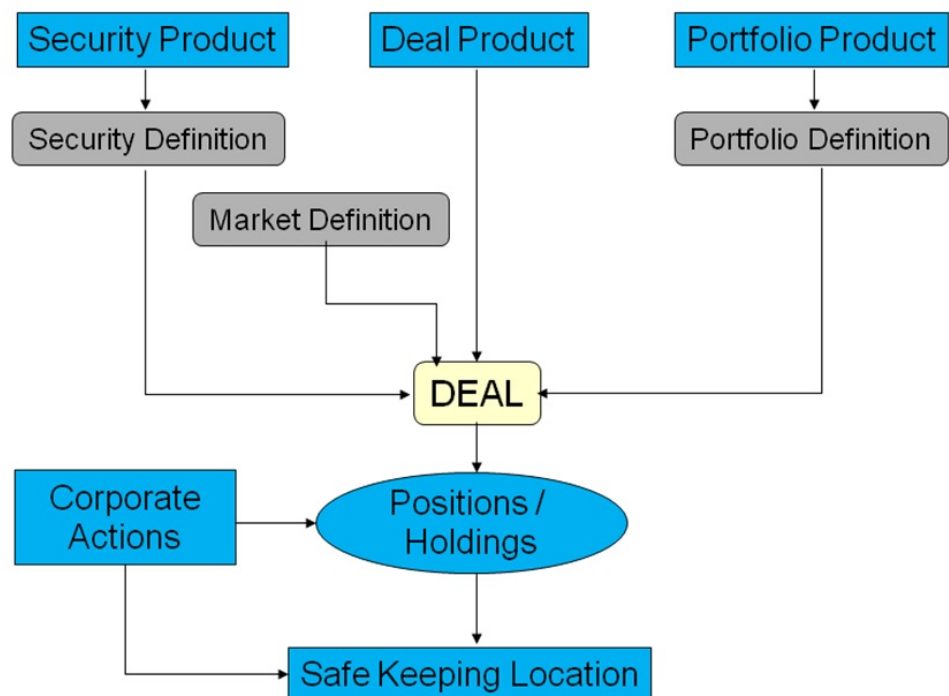 Security Product
Deal Product
Portfolio Product
Security Definition
Portfolio Definition
Market Definition
DEAL
Corporate
Actions
Positions /
Holdings
Safe Keeping Location